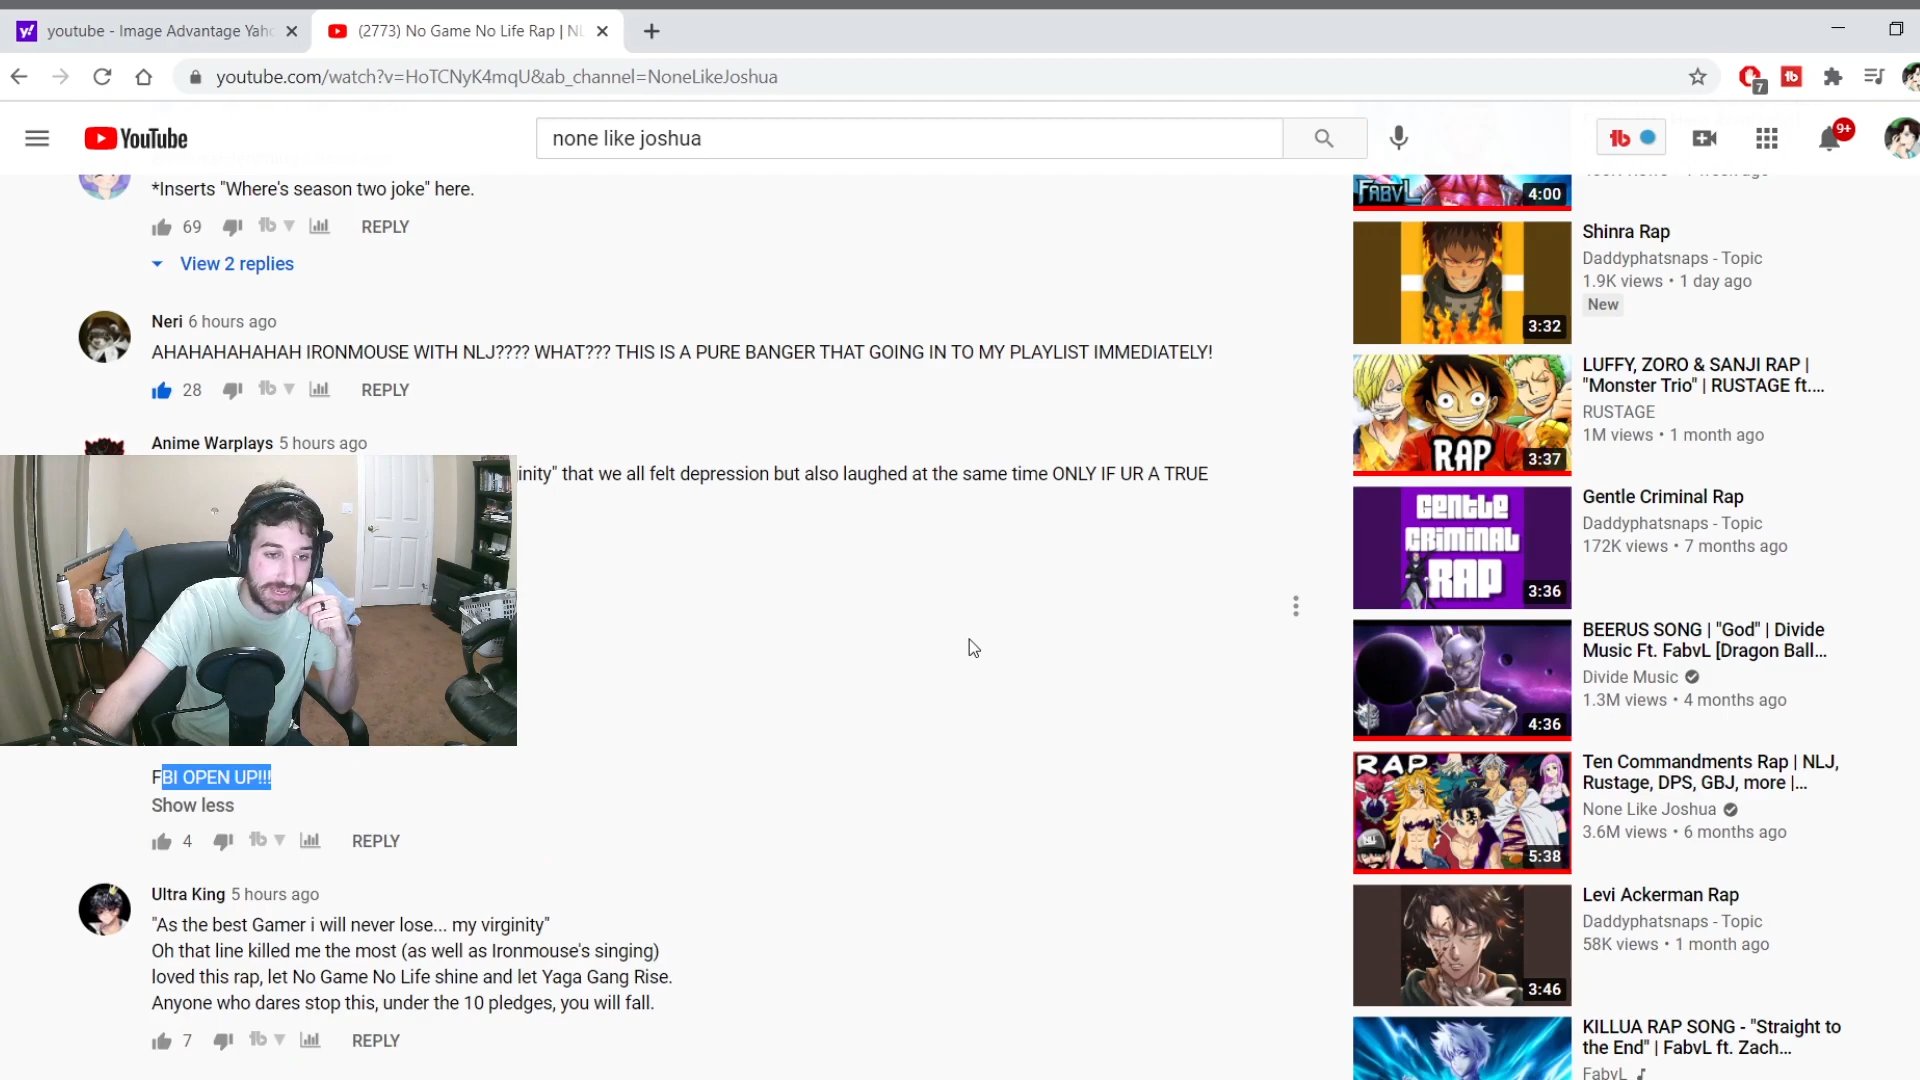 youtube - Image Advantage Yaho
(2773) No Game No Life Rap | NL
youtube.com/watch?v=HoTCNyK4mqU&ab_channel=NoneLikeJoshua
7
YouTube
none like joshua
9+
*Inserts "Where's season two joke" here.
69
REPLY
View 2 replies
Neri 6 hours ago
AHAHAHAHAHAH IRONMOUSE WITH NLJ???? WHAT??? THIS IS A PURE BANGER THAT GOING IN TO MY PLAYLIST IMMEDIATELY!
28
REPLY
Anime Warplays 5 hours ago
inity" that we all felt depression but also laughed at the same time ONLY IF UR A TRUE
FBI OPEN UP!!!
Show less
4
REPLY
Ultra King 5 hours ago
"As the best Gamer i will never lose... my virginity"
Oh that line killed me the most (as well as Ironmouse's singing)
loved this rap, let No Game No Life shine and let Yaga Gang Rise.
Anyone who dares stop this, under the 10 pledges, you will fall.
7
REPLY
FABVL
4:00
Shinra Rap
Daddyphatsnaps - Topic
1.9K views • 1 day ago
New
3:32
LUFFY, ZORO & SANJI RAP |
"Monster Trio" | RUSTAGE ft....
RUSTAGE
1M views • 1 month ago
RAP
3:37
Gentle Criminal Rap
Daddyphatsnaps - Topic
172K views • 7 months ago
GENTLE
CRIMINAL
RAP
3:36
BEERUS SONG | "God" | Divide
Music Ft. FabvL [Dragon Ball...
Divide Music
1.3M views • 4 months ago
4:36
Ten Commandments Rap | NLJ,
Rustage, DPS, GBJ, more |...
None Like Joshua
3.6M views • 6 months ago
RAP
5:38
Levi Ackerman Rap
Daddyphatsnaps - Topic
58K views • 1 month ago
3:46
KILLUA RAP SONG - "Straight to
the End" | FabvL ft. Zach...
FabvL